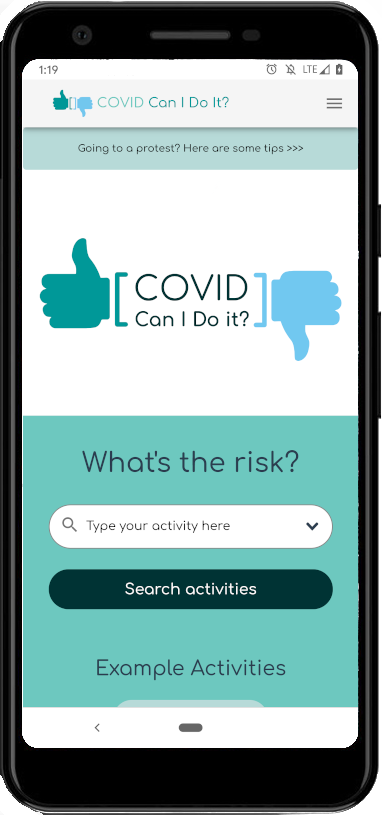 1:19
LTE
COVID Can I Do It?
Going to a protest? Here are some tips >>>
[ COVID ]
Can I Do it?
What's the risk?
Type your activity here
Search activities
Example Activities